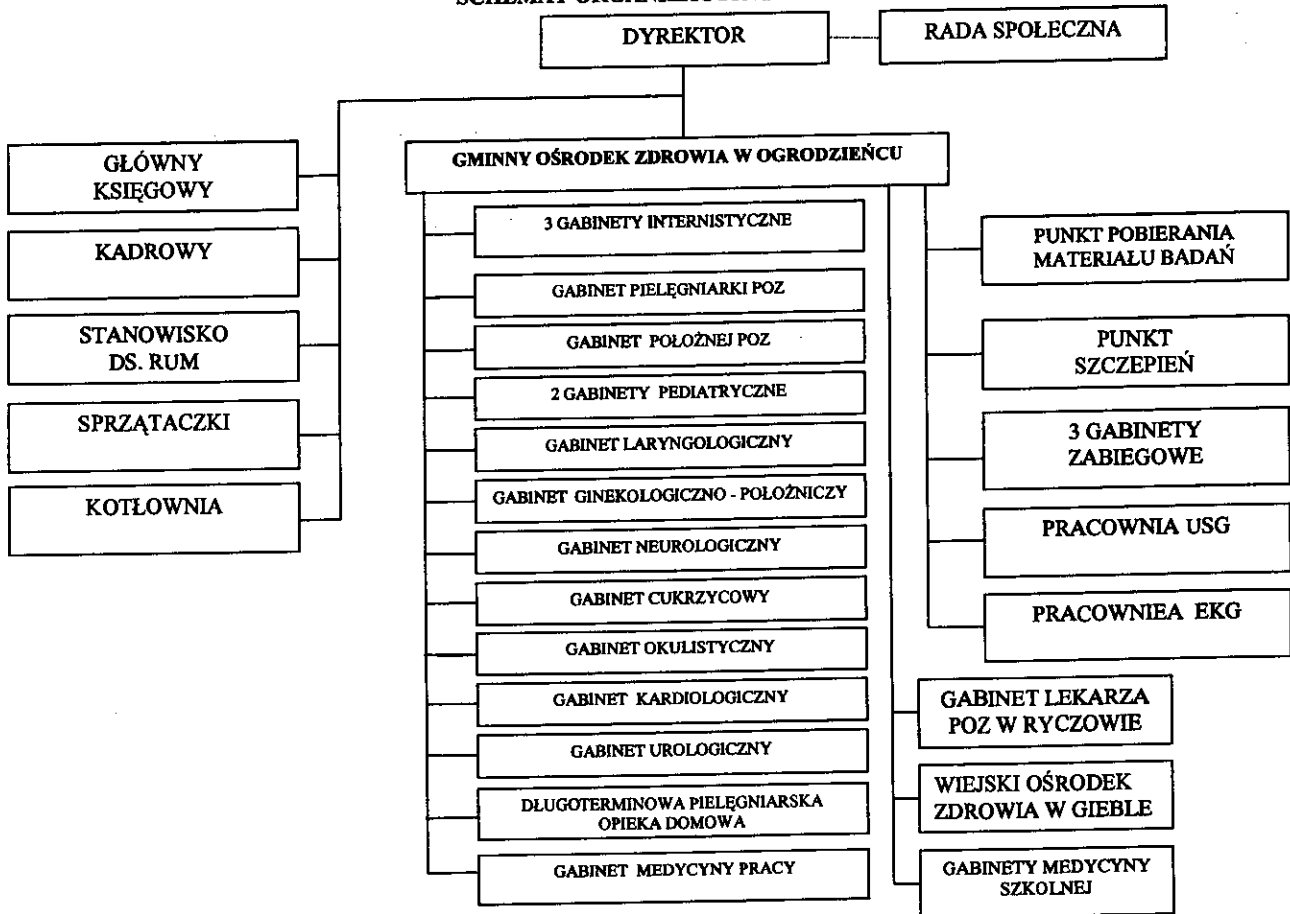 DYREKTOR
RADA SPOŁECZNA
GŁÓWNY
KSIĘGOWY
KADROWY
STANOWISKO
DS. RUM
SPRZĄTACZKI
KOTŁOWNIA
GMINNY OŚRODEK ZDROWIA W OGRODZIEŃCU
3 GABINETY INTERNISTYCZNE
GABINET PIELĘGNIARKI POZ
GABINET POŁOŻNEJ POZ
2 GABINETY PEDIATRYCZNE
GABINET LARYNGOLOGICZNY
GABINET GINEKOLOGICZNO - POŁOŻNICZY
GABINET NEUROLOGICZNY
GABINET CUKRZYCOWY
GABINET OKULISTYCZNY
GABINET KARDIOLOGICZNY
GABINET UROLOGICZNY
DŁUGOTERMINOWA PIELĘGNIARSKA
OPIEKA DOMOWA
GABINET MEDYCYNY PRACY
PUNKT POBIERANIA
MATERIAŁU BADAŃ
PUNKT
SZCZEPIEŃ
3 GABINETY
ZABIEGOWE
PRACOWNIA USG
PRACOWNIEA EKG
GABINET LEKARZA
POZ W RYCZOWIE
WIEJSKI OŚRODEK
ZDROWIA W GIEBLE
GABINETY MEDYCYNY
SZKOLNEJ